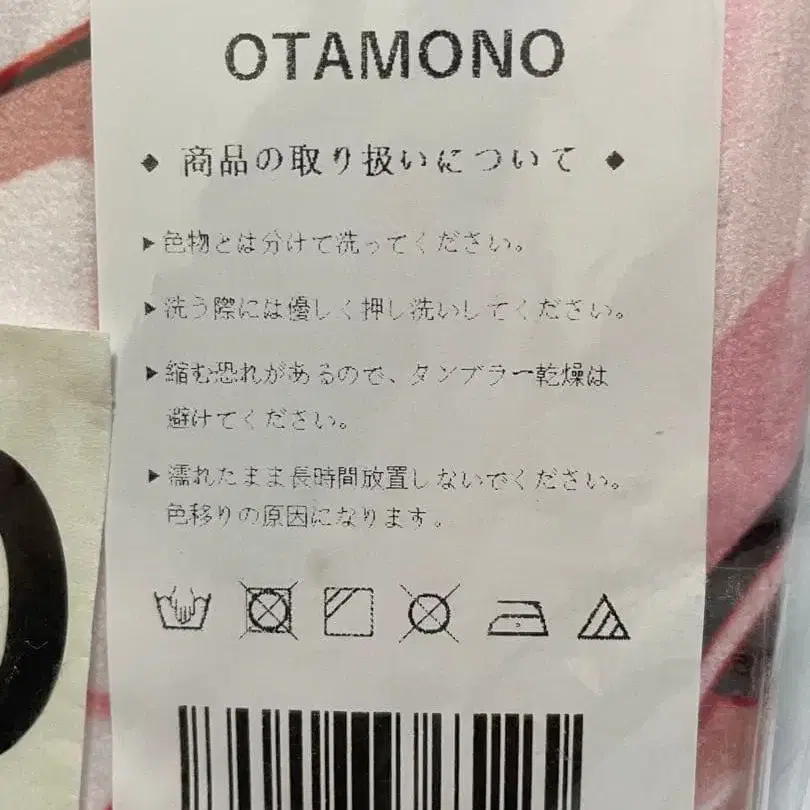 OTAMONO
◆ 商品の取り扱いについて ◆
▶色物とは分けて洗ってください。
▶洗う際には優しく押し洗いしてください。
▶縮む恐れがあるので、タンブラー乾燥は
避けてください。
▶濡れたまま長時間放置しないでください。
色移りの原因になります。